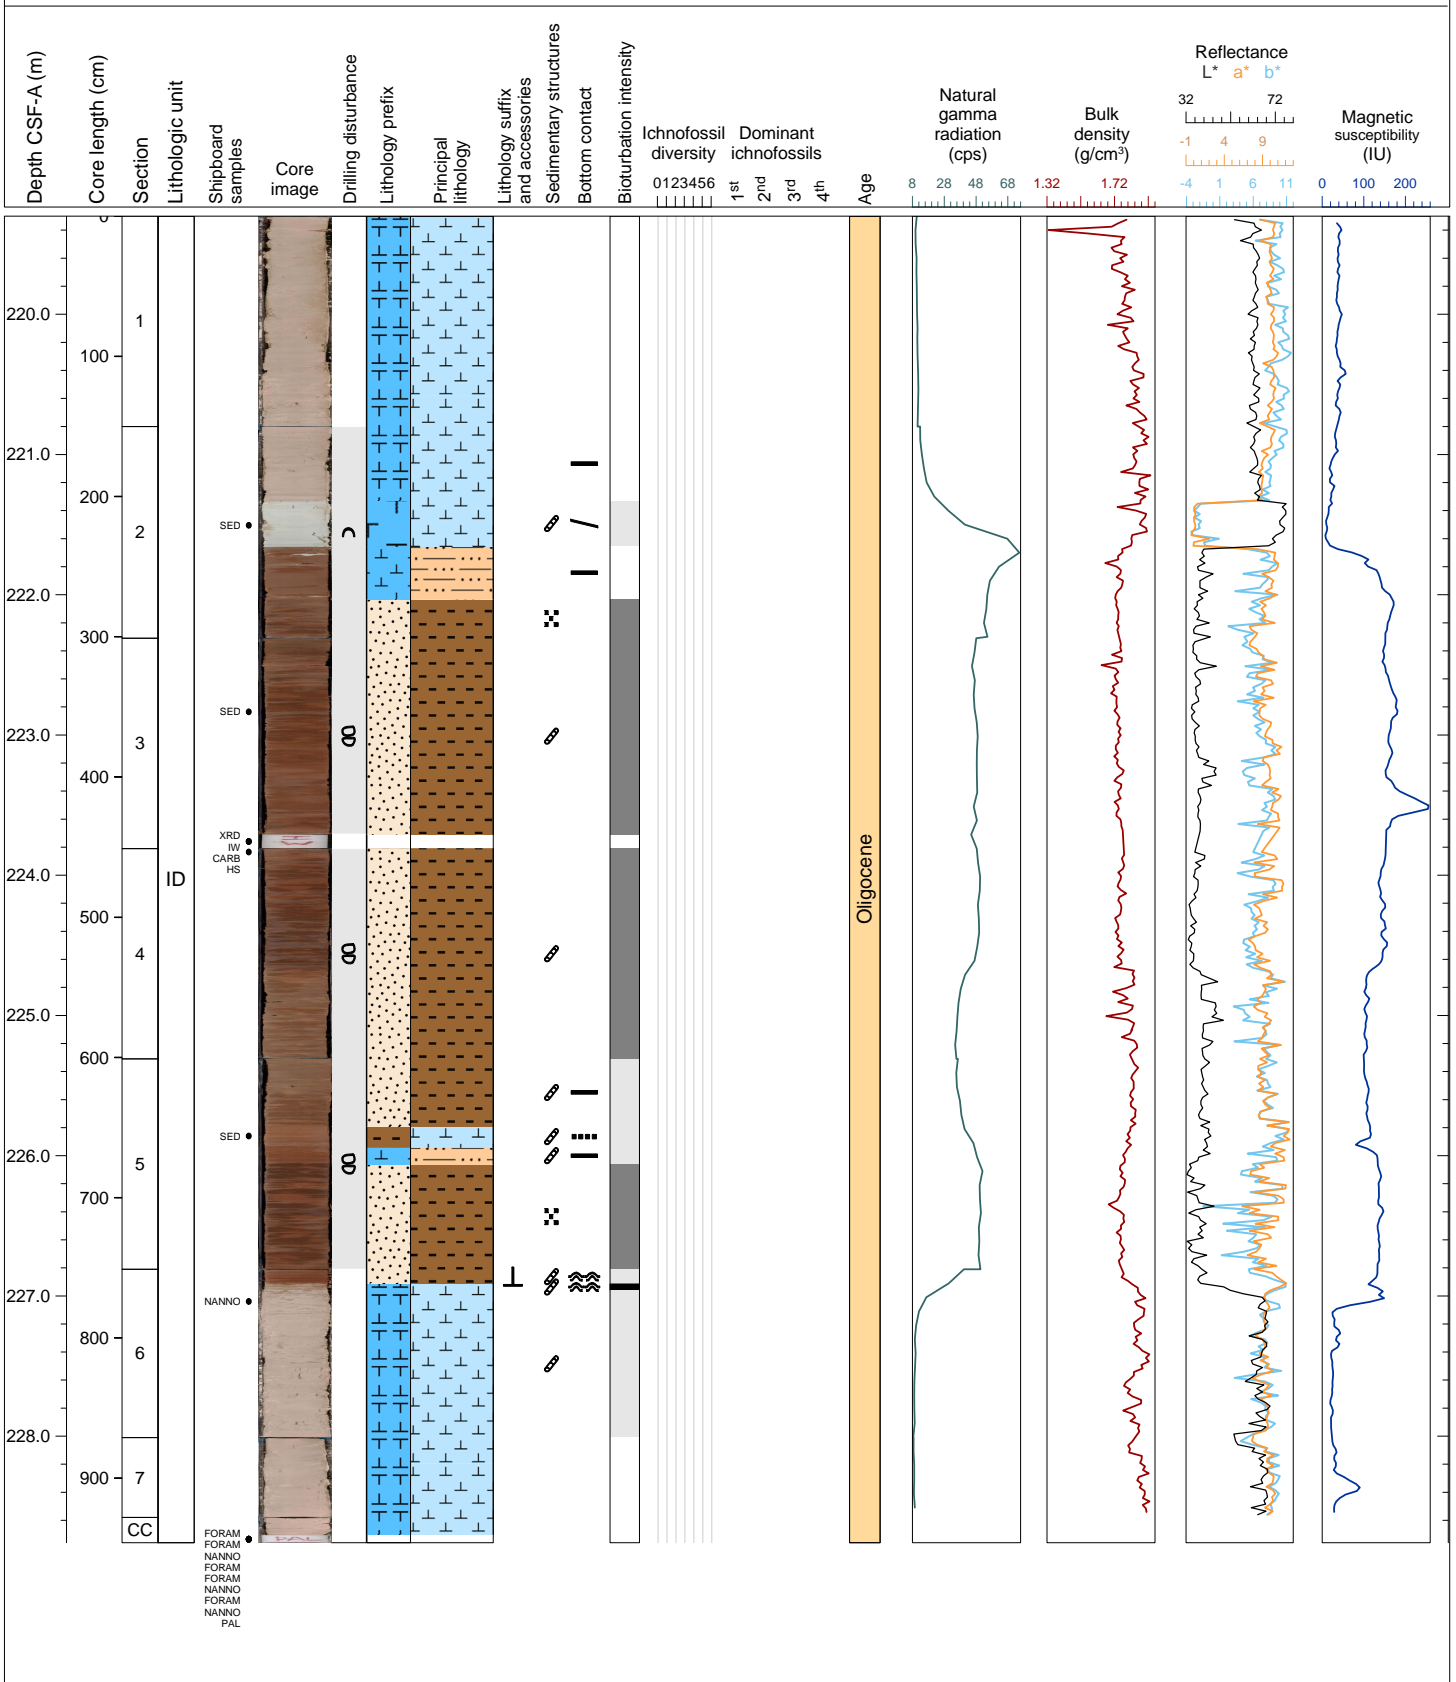 Depth CSF-A (m)
Core length (cm)
Section
Lithologic unit
Shipboard
samples
Core
image
Drilling disturbance
Lithology prefix
Principal
lithology
Lithology suffix
and accessories
Sedimentary structures
Bottom contact
Bioturbation intensity
Ichnofossil
diversity
0123456
Dominant
ichnofossils
1st
2nd
3rd
4th
Age
Natural
gamma
radiation
(cps)
8 28 48 68
Bulk
density
(g/cm³)
1.32 1.72
Reflectance
L* a* b*
32 72
-1 4 9
-4 1 6 11
Magnetic
susceptibility
(IU)
0 100 200
0
220.0
1
100
221.0
200
SED
2
222.0
300
SED
223.0
3
400
XRD
IW
CARB
HS
224.0
ID
Oligocene
500
4
225.0
600
SED
226.0
5
700
227.0
NANNO
800
6
228.0
900
7
CC
PAL
FORAM
FORAM
NANNO
FORAM
FORAM
NANNO
FORAM
NANNO
PAL